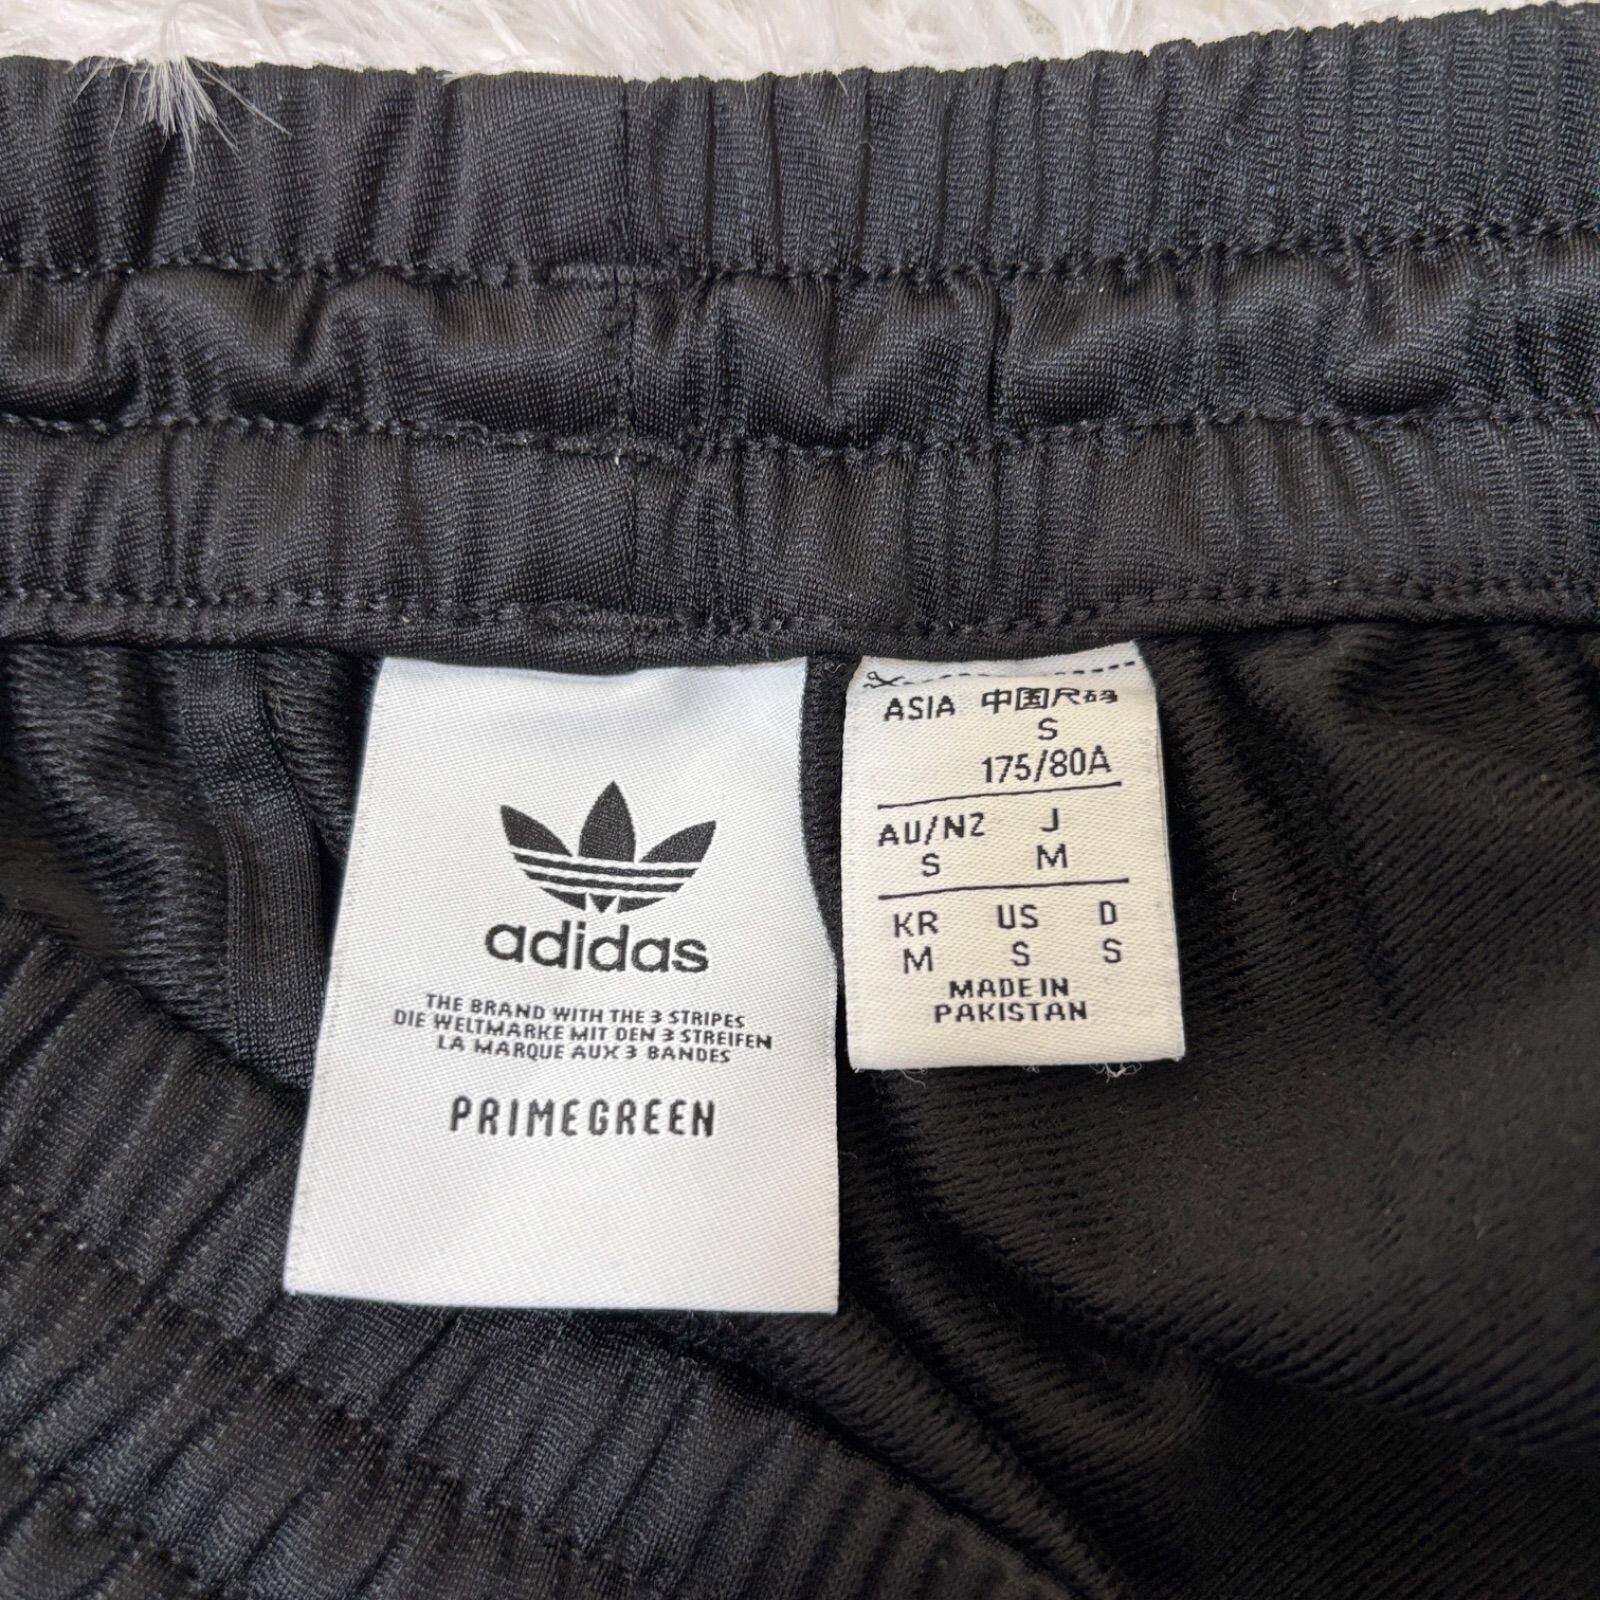 adidas
THE BRAND WITH THE 3 STRIPES
DIE WELTMARKE MIT DEN 3 STREIFEN
LA MARQUE AUX 3 BANDES
PRIMEGREEN
ASIA 中国尺码
S
175/80A
AU/NZ J
S M
KR US D
M S S
MADE IN
PAKISTAN